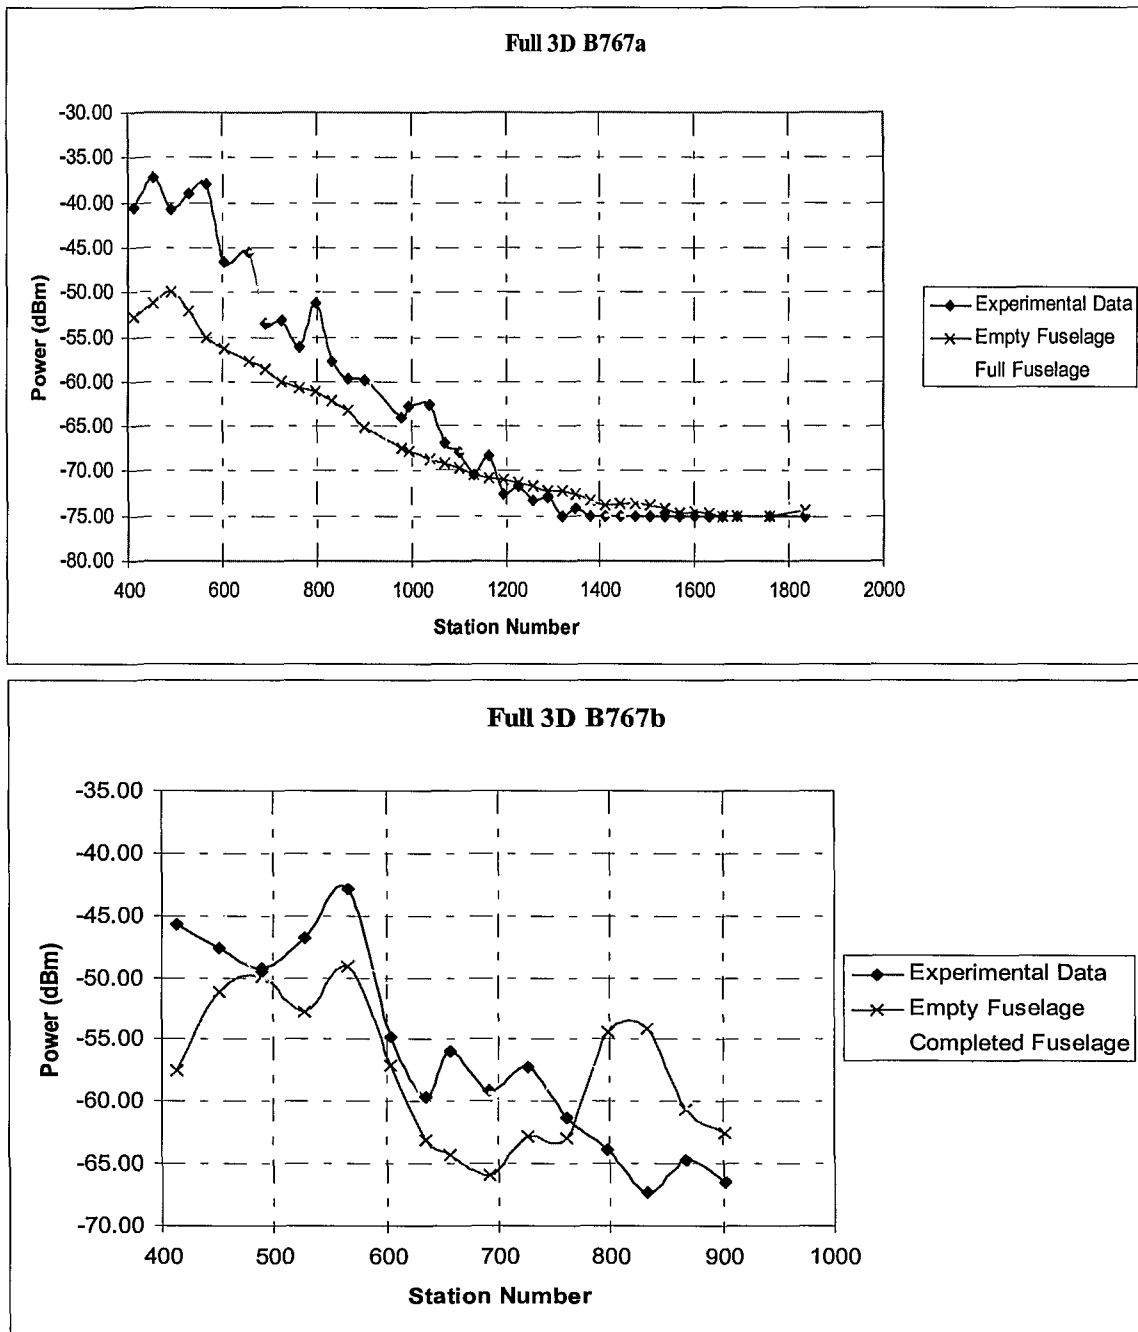 Full 3D B767a
-30.00
-35.00
-40.00
-45.00
-50.00
-55.00
-60.00
-65.00
-70.00
-75.00
-80.00
Power (dBm)
400 600 800 1000 1200 1400 1600 1800 2000
Station Number
Experimental Data
Empty Fuselage
Full Fuselage
Full 3D B767b
-35.00
-40.00
-45.00
-50.00
-55.00
-60.00
-65.00
-70.00
Power (dBm)
400 500 600 700 800 900 1000
Station Number
Experimental Data
Empty Fuselage
Completed Fuselage